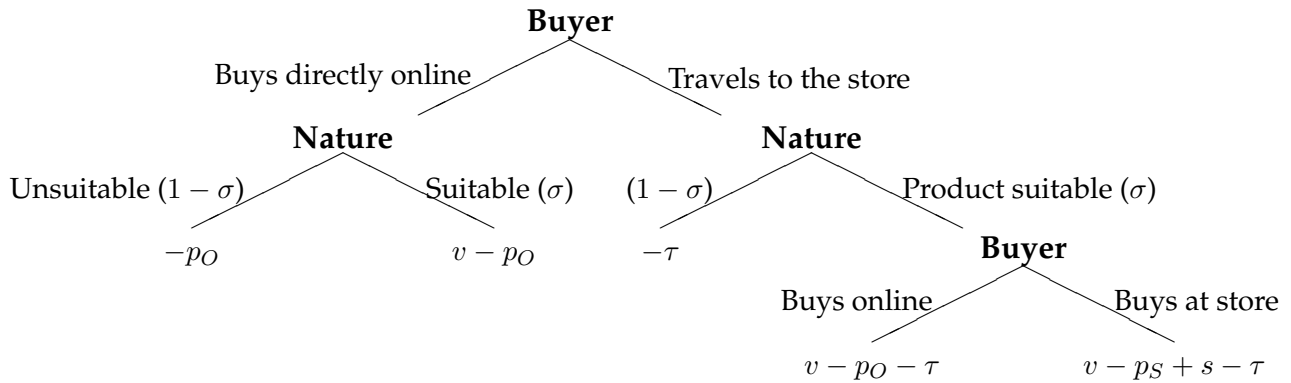 Buyer
Buys directly online Travels to the store
Nature Nature
Unsuitable (1 − σ) Suitable (σ) (1 − σ) Product suitable (σ)
−p_O v − p_O −τ Buyer
Buys online Buys at store
v − p_O − τ v − p_S + s − τ